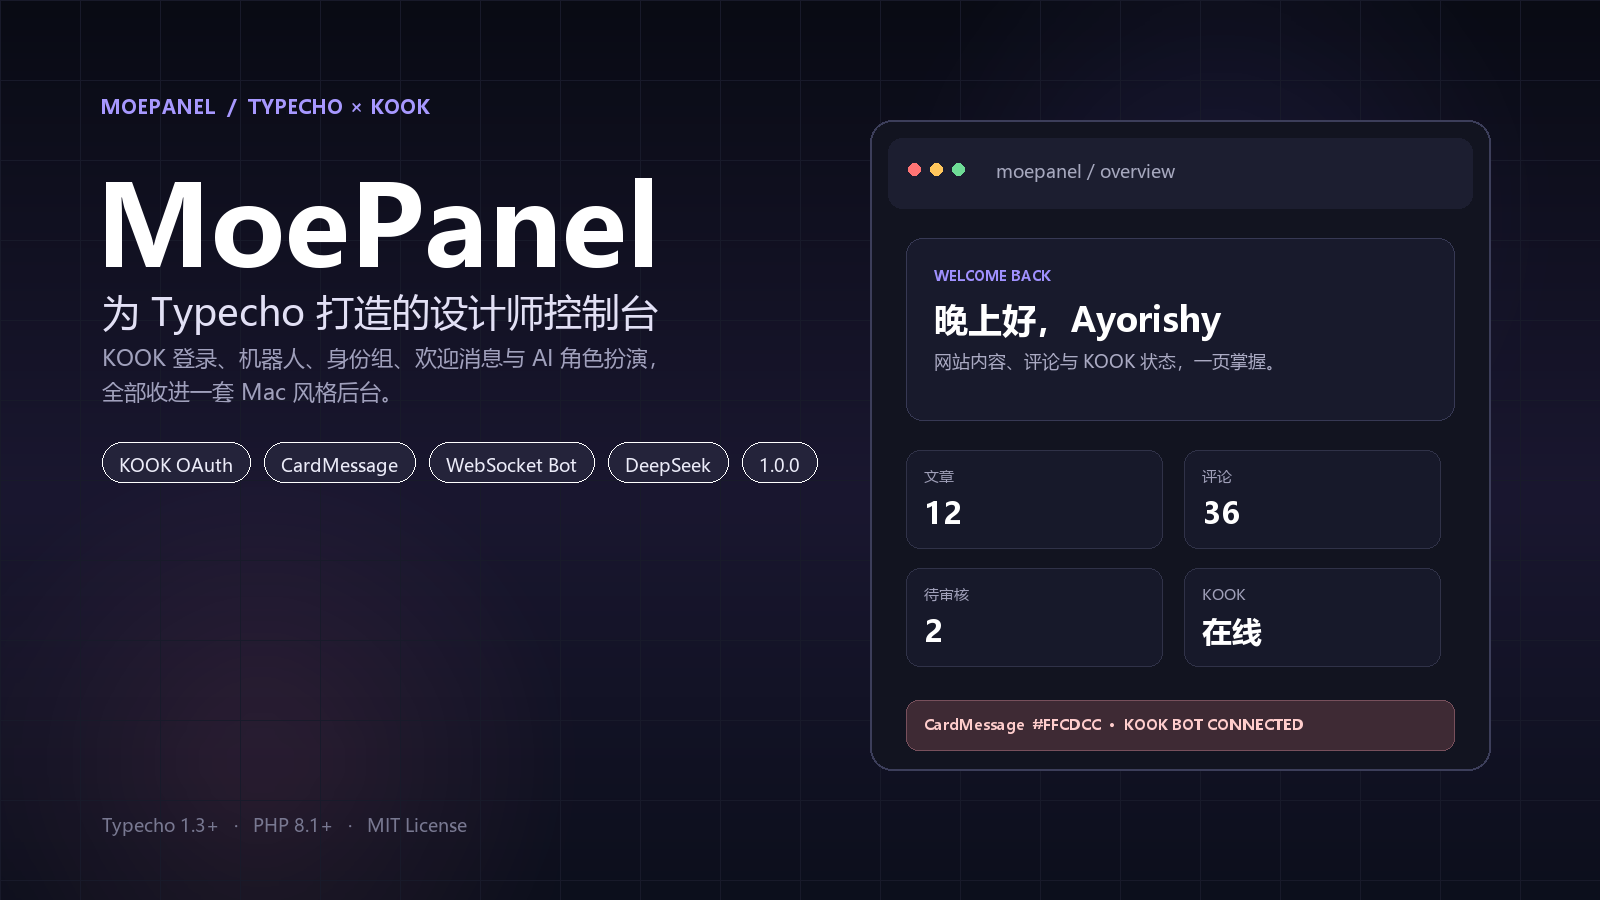 MOEPANEL / TYPECHO × KOOK
MoePanel
为 Typecho 打造的设计师控制台
KOOK 登录、机器人、身份组、欢迎消息与 AI 角色扮演，
全部收进一套 Mac 风格后台。
KOOK OAuth
CardMessage
WebSocket Bot
DeepSeek
1.0.0
Typecho 1.3+ · PHP 8.1+ · MIT License
moepanel / overview
WELCOME BACK
晚上好，Ayorishy
网站内容、评论与 KOOK 状态，一页掌握。
文章
12
评论
36
待审核
2
KOOK
在线
CardMessage #FFCDCC • KOOK BOT CONNECTED